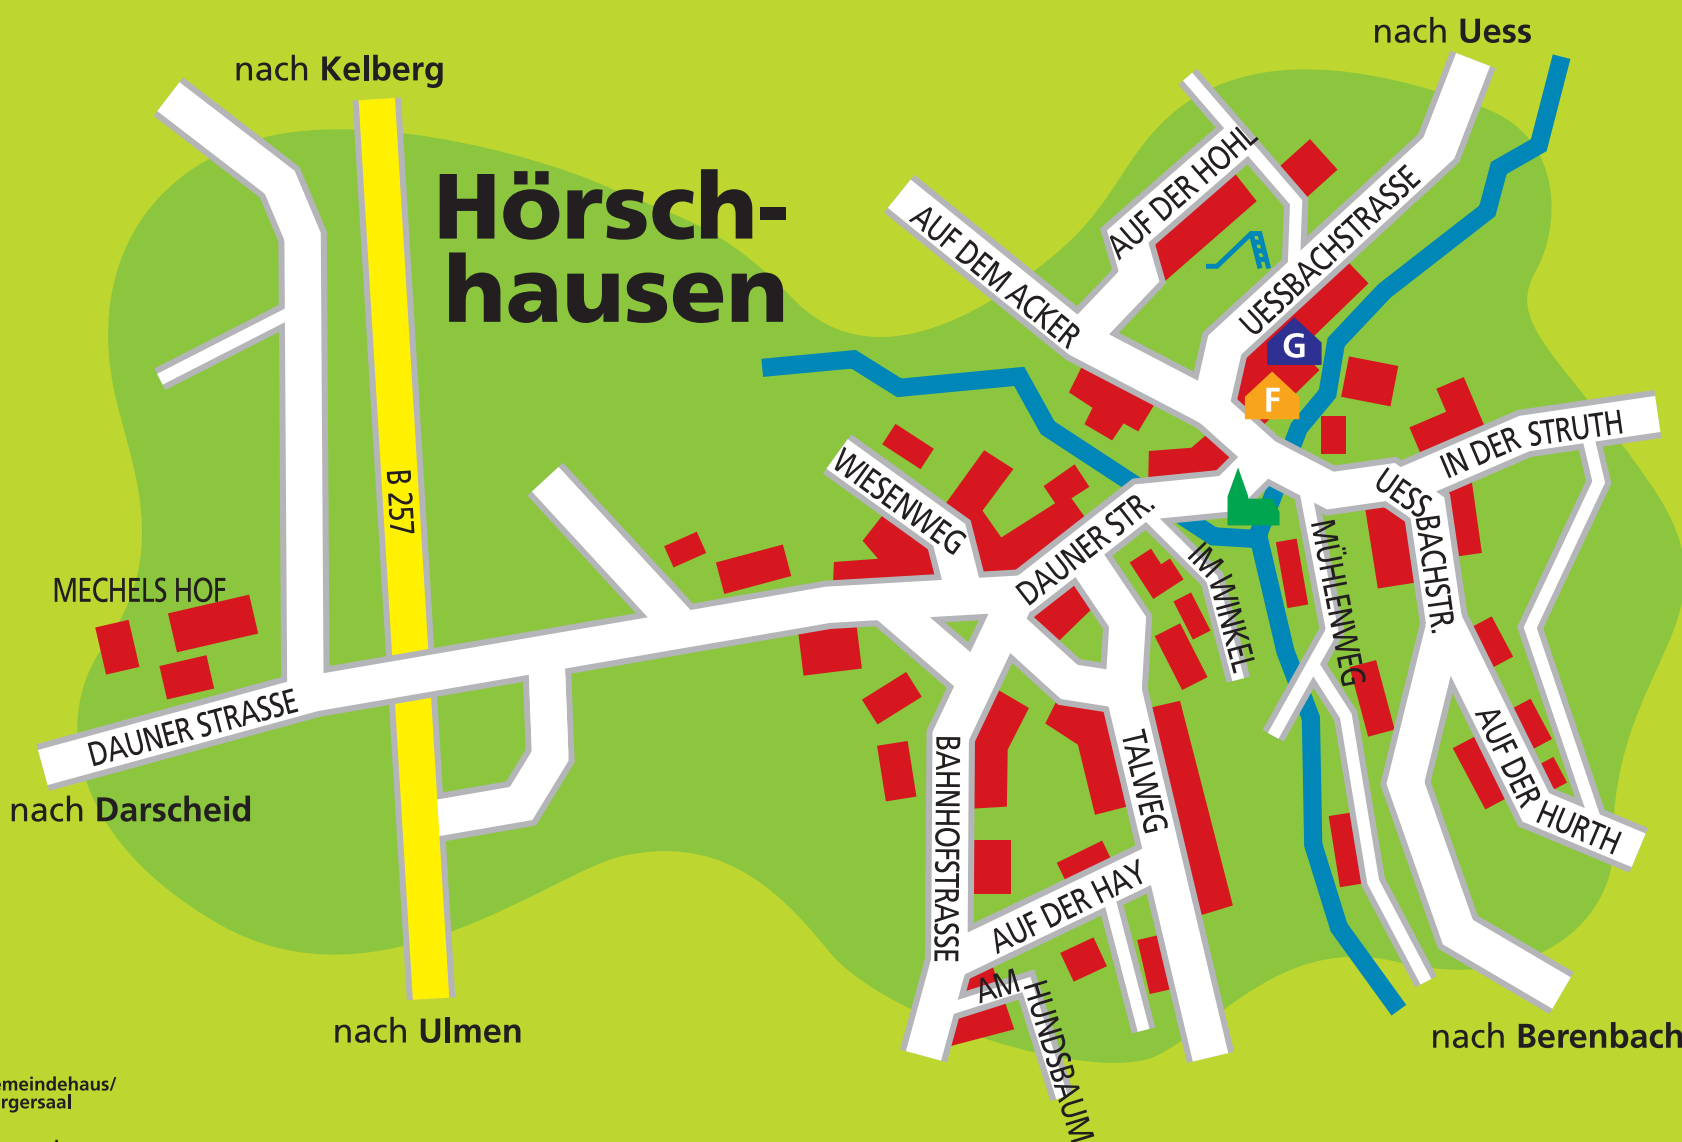 nach Uess
nach Kelberg
Hörsch-
hausen
AUF DER HOHL
AUF DEM ACKER
UESSBACHSTRASSE
G
F
IN DER STRUTH
WIESENWEG
B 257
UESSBACHSTR.
DAUNER STR.
MÜHLENWEG
IM WINKEL
MECHELS HOF
DAUNER STRASSE
nach Darscheid
BAHNHOFSTRASSE
TALWEG
AUF DER HURTH
AUF DER HAY
AM HUNDSBAUM
nach Ulmen
nach Berenbach
emeindehaus/
rgersaal